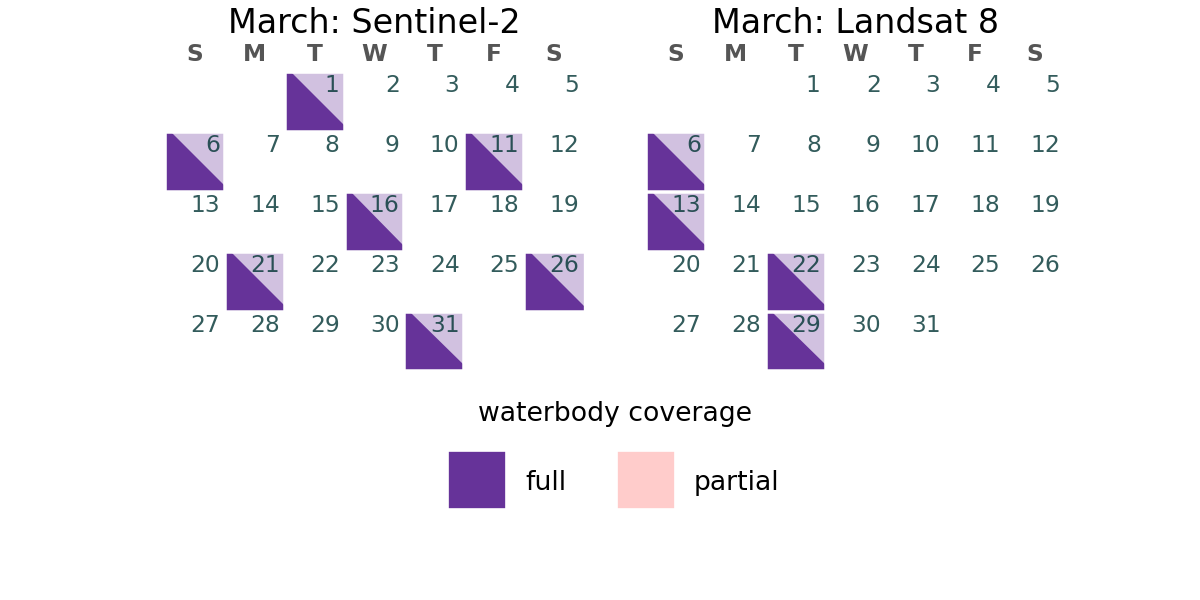 March: Sentinel-2
S M T W T F S
1 2 3 4 5
6 7 8 9 10 11 12
13 14 15 16 17 18 19
20 21 22 23 24 25 26
27 28 29 30 31
March: Landsat 8
S M T W T F S
1 2 3 4 5
6 7 8 9 10 11 12
13 14 15 16 17 18 19
20 21 22 23 24 25 26
27 28 29 30 31
waterbody coverage
full partial